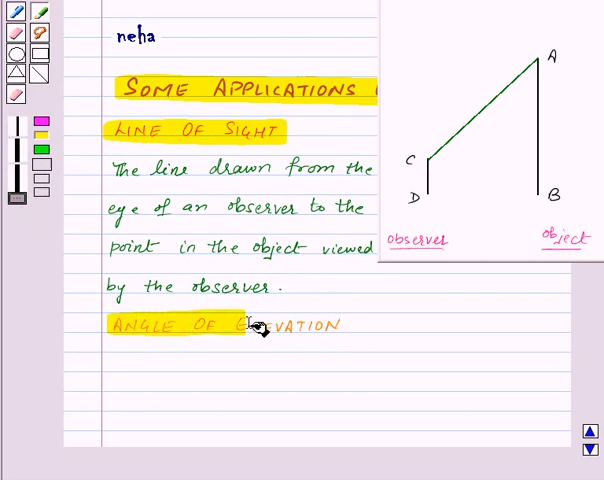 neha
SOME APPLICATIONS
LINE OF SIGHT
The line drawn from the
eye of an observer to the
point in the object viewed
by the observer.
ANGLE OF EVATION
A
C
D
B
observer
object